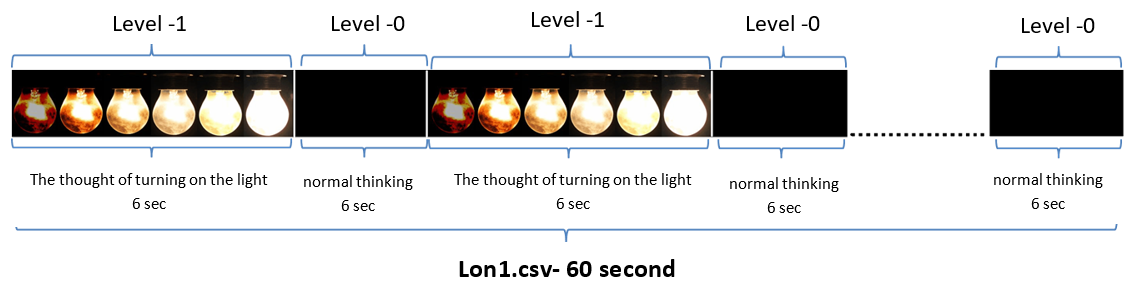 Level -1
Level -0
Level -1
Level -0
Level -0
The thought of turning on the light
6 sec
normal thinking
6 sec
The thought of turning on the light
6 sec
normal thinking
6 sec
normal thinking
6 sec
Lon1.csv- 60 second